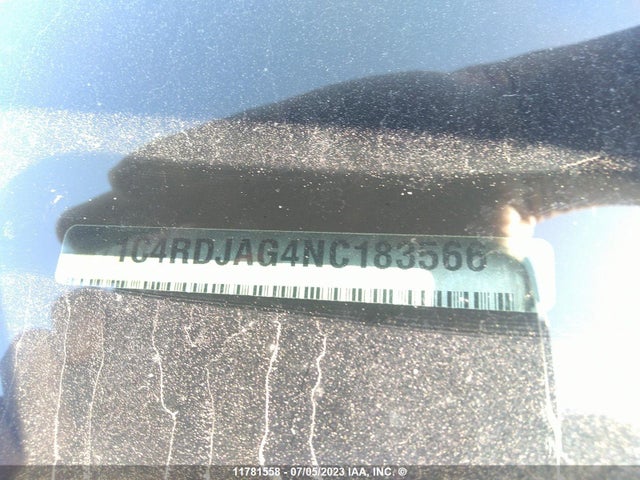 1C4RDJAG4NC183566
11781558 - 07/05/2023 IAA, INC. ©